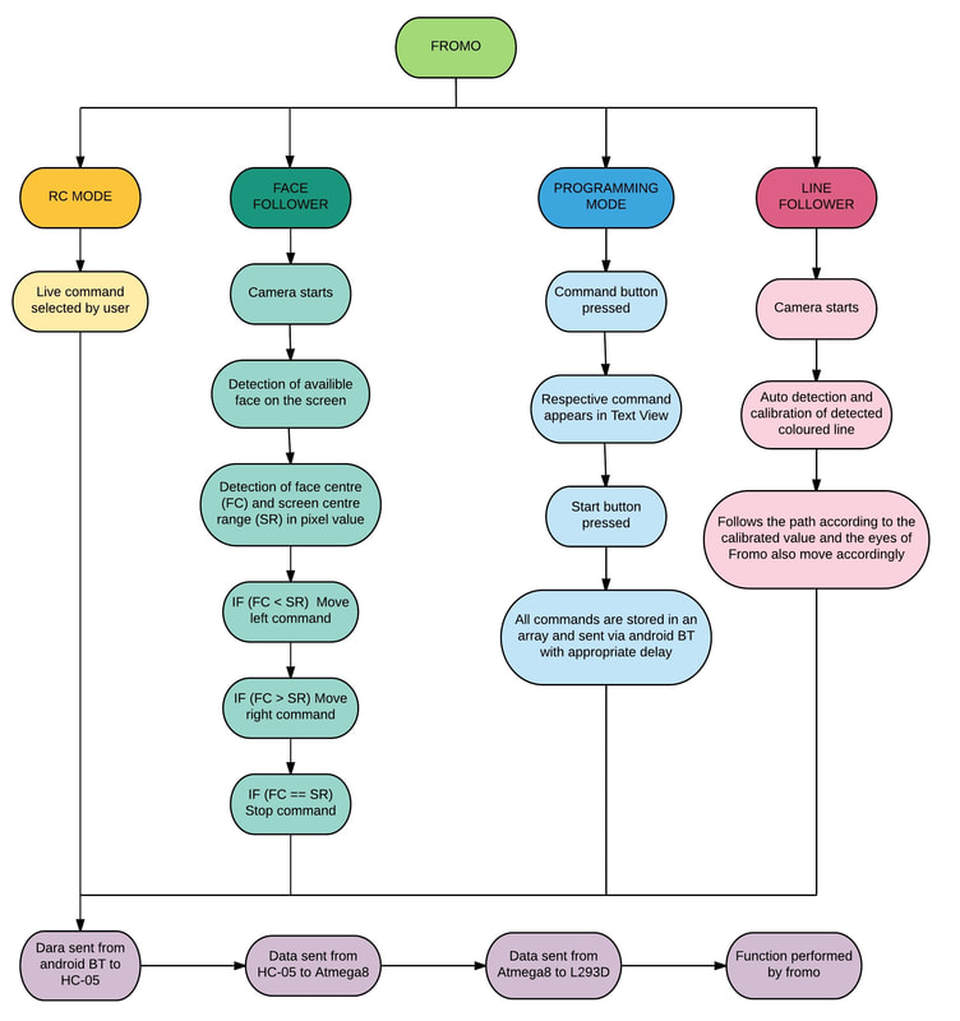 FROMO
RC MODE
Live command
selected by user
FACE
FOLLOWER
Camera starts
Detection of availible
face on the screen
Detection of face centre
(FC) and screen centre
range (SR) in pixel value
IF (FC < SR)  Move
left command
IF (FC > SR) Move
right command
IF (FC == SR)
Stop command
PROGRAMMING
MODE
Command button
pressed
Respective command
appears in Text View
Start button
pressed
All commands are stored in an
array and sent via android BT
with appropriate delay
LINE
FOLLOWER
Camera starts
Auto detection and
calibration of detected
coloured line
Follows the path according to the
calibrated value and the eyes of
Fromo also move accordingly
Dara sent from
android BT to
HC-05
Data sent from
HC-05 to Atmega8
Data sent from
Atmega8 to L293D
Function performed
by fromo